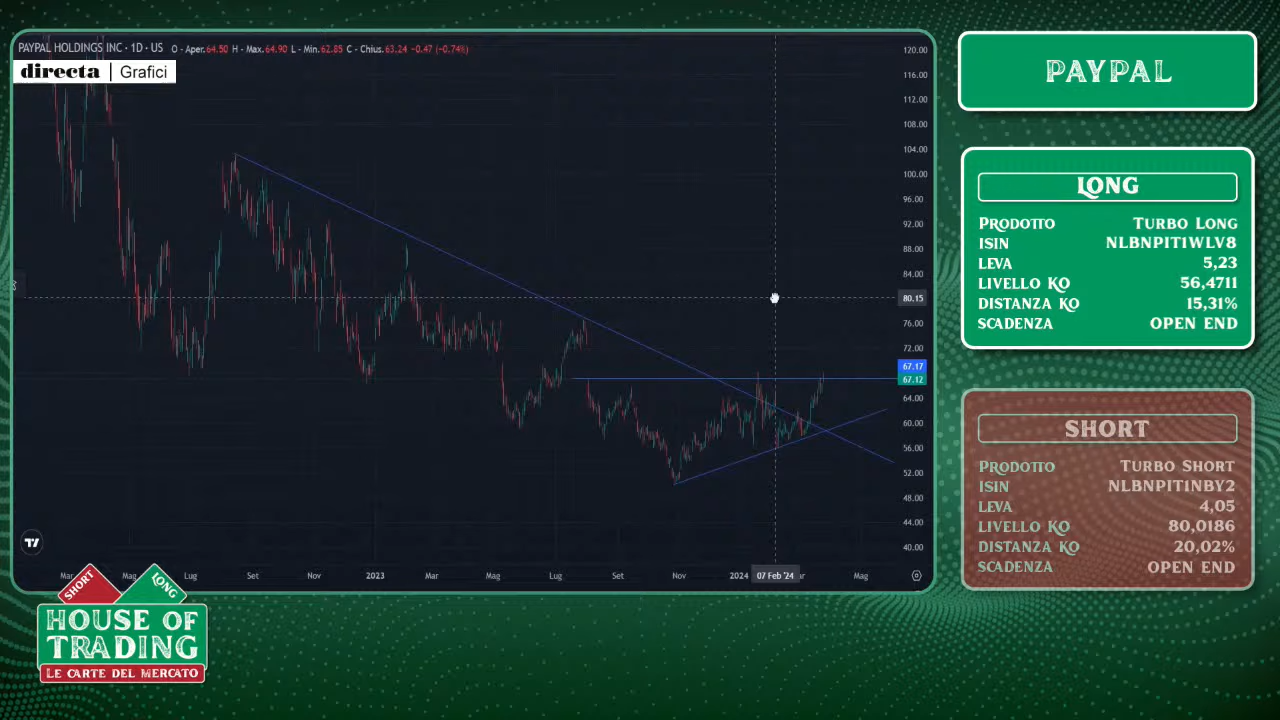 PAYPAL HOLDINGS INC · 1D · US O - Aper.64.50 H - Max.64.90 L - Min.62.85 C - Chius.63.24 −0.47 (−0.74%)
directa | Grafici
120.00
116.00
112.00
108.00
104.00
100.00
96.00
92.00
88.00
84.00
80.15
76.00
72.00
67.17
67.12
64.00
60.00
56.00
52.00
48.00
44.00
40.00
Mar Mag Lug Set Nov 2023 Mar Mag Lug Set Nov 2024 07 Feb '24 Mag
SHORT LONG
HOUSE OF
TRADING
LE CARTE DEL MERCATO
PAYPAL
LONG
PRODOTTO TURBO LONG
ISIN NLBNPIT1WLV8
LEVA 5,23
LIVELLO KO 56,4711
DISTANZA KO 15,31%
SCADENZA OPEN END
SHORT
PRODOTTO TURBO SHORT
ISIN NLBNPIT1NBY2
LEVA 4,05
LIVELLO KO 80,0186
DISTANZA KO 20,02%
SCADENZA OPEN END